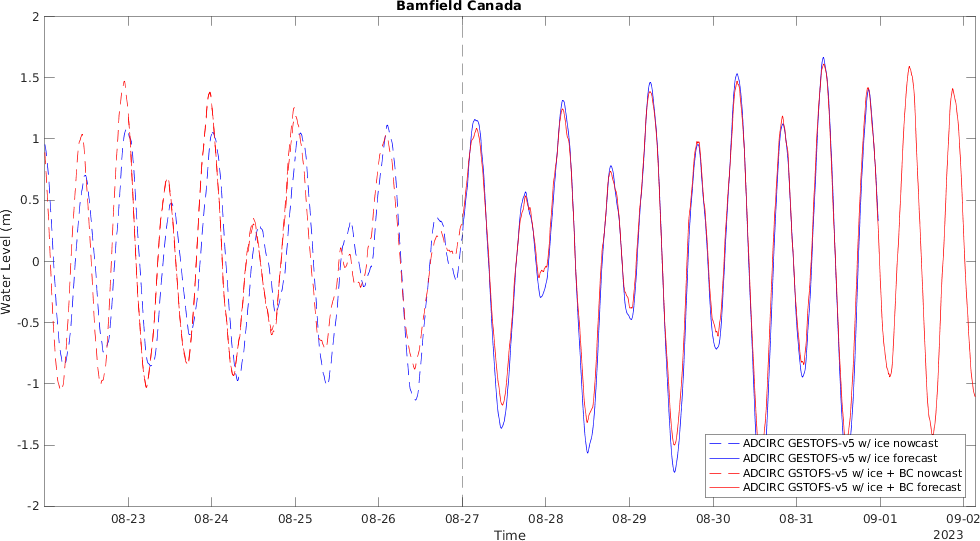 Bamfield Canada
2
1.5
1
0.5
0
-0.5
-1
-1.5
-2
Water Level (m)
ADCIRC GESTOFS-v5 w/ ice nowcast
ADCIRC GESTOFS-v5 w/ ice forecast
ADCIRC GSTOFS-v5 w/ ice + BC nowcast
ADCIRC GSTOFS-v5 w/ ice + BC forecast
08-23 08-24 08-25 08-26 08-27 08-28 08-29 08-30 08-31 09-01 09-02
Time
2023